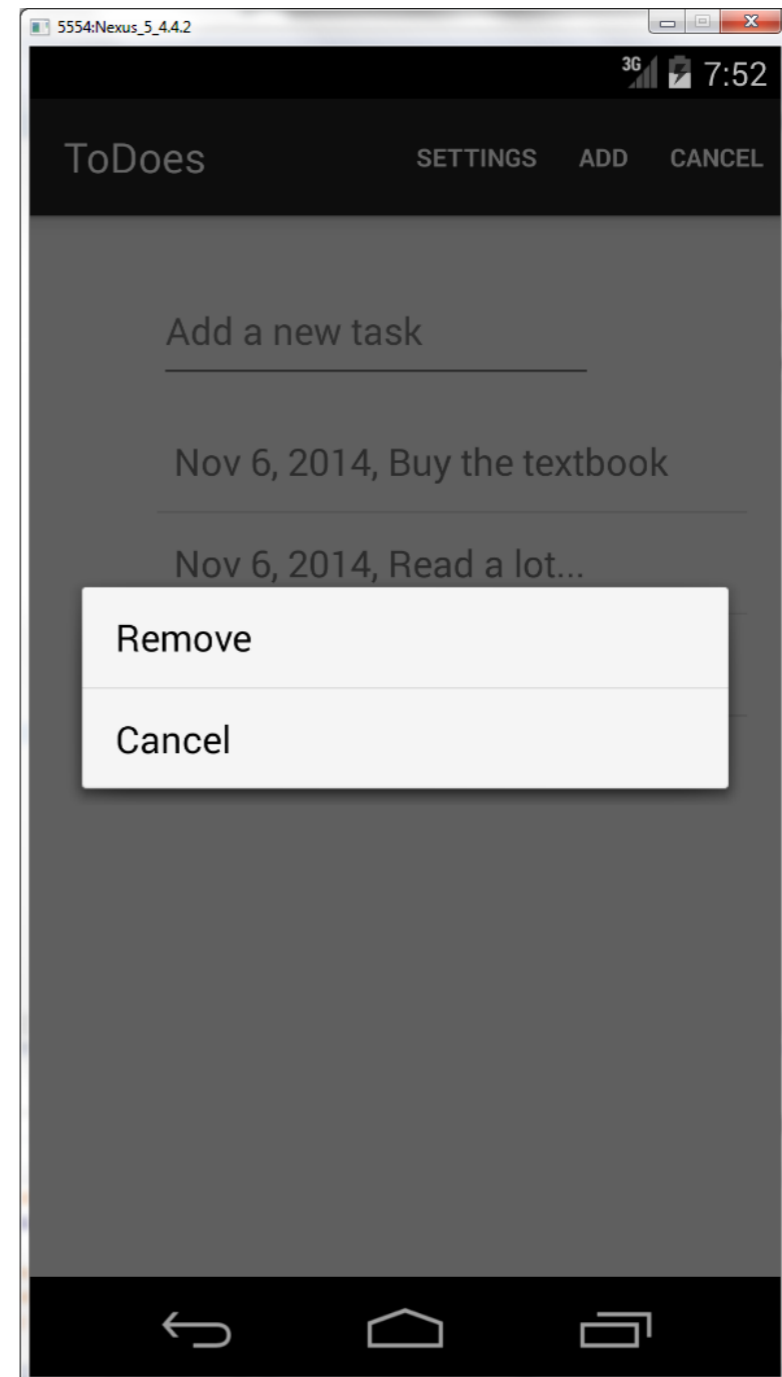 5554:Nexus_5_4.4.2
3G 7:52
ToDoes SETTINGS ADD CANCEL
Add a new task
Nov 6, 2014, Buy the textbook
Nov 6, 2014, Read a lot...
Remove
Cancel